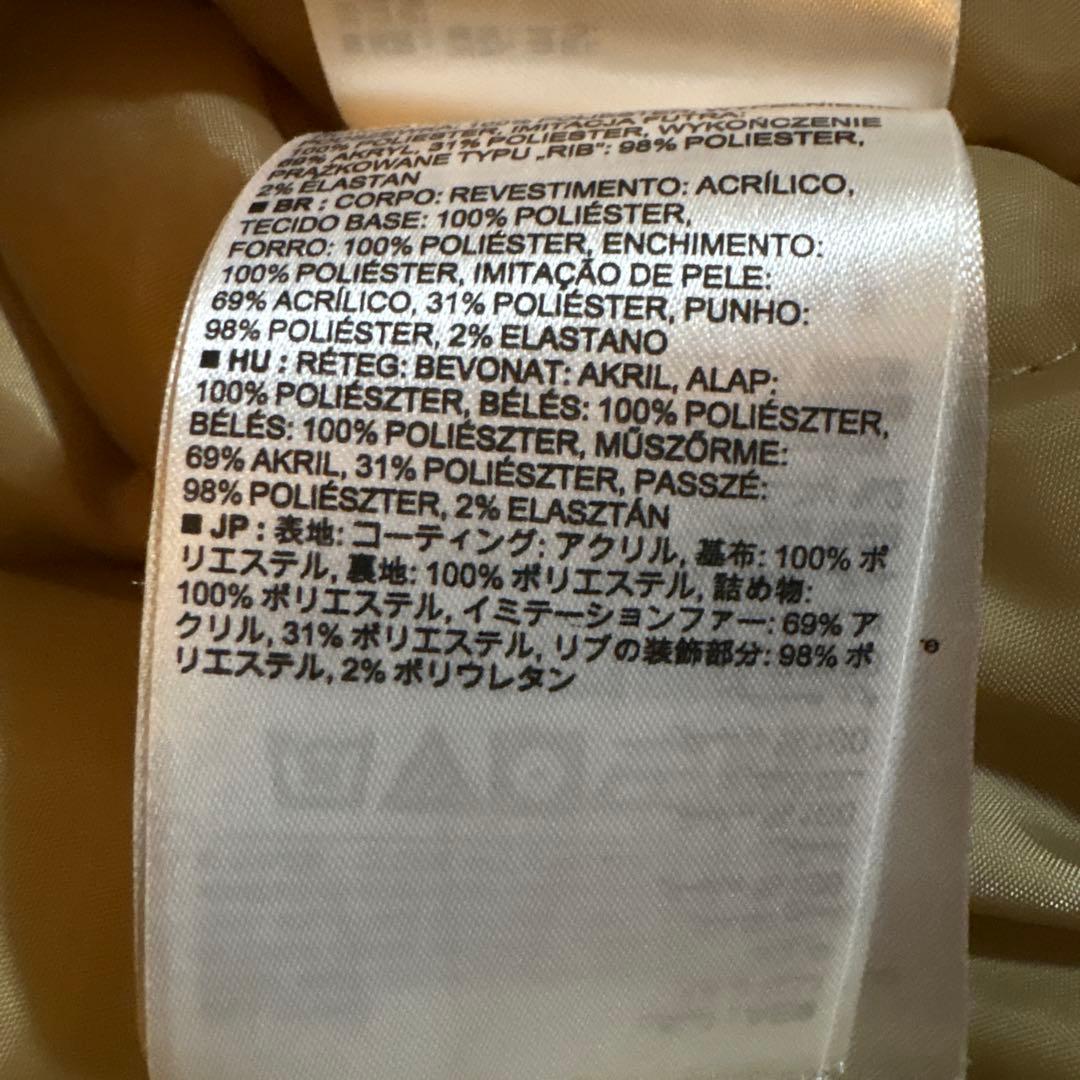 100% POLIESTER, IMITACJA FUTRA:
69% AKRYL, 31% POLIESTER, WYKOŃCZENIE
PRĄŻKOWANE TYPU „RIB”: 98% POLIESTER,
2% ELASTAN
■ BR : CORPO: REVESTIMENTO: ACRÍLICO,
TECIDO BASE: 100% POLIÉSTER,
FORRO: 100% POLIÉSTER, ENCHIMENTO:
100% POLIÉSTER, IMITAÇÃO DE PELE:
69% ACRÍLICO, 31% POLIÉSTER, PUNHO:
98% POLIÉSTER, 2% ELASTANO
■ HU : RÉTEG: BEVONAT: AKRIL, ALAP:
100% POLIÉSZTER, BÉLÉS: 100% POLIÉSZTER,
BÉLÉS: 100% POLIÉSZTER, MŰSZŐRME:
69% AKRIL, 31% POLIÉSZTER, PASSZÉ:
98% POLIÉSZTER, 2% ELASZTÁN
■ JP : 表地: コーティング: アクリル, 基布: 100% ポ
リエステル, 裏地: 100% ポリエステル, 詰め物:
100% ポリエステル, イミテーションファー: 69% ア
クリル, 31% ポリエステル, リブの装飾部分: 98% ポ
リエステル, 2% ポリウレタン